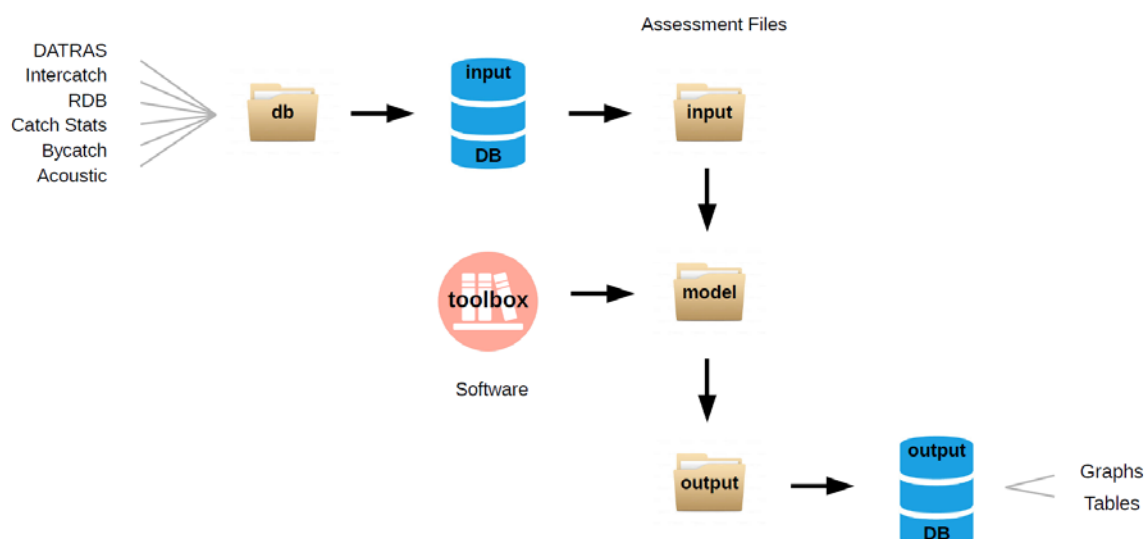 Assessment Files
DATRAS
Intercatch
RDB
Catch Stats
Bycatch
Acoustic
db
input
DB
input
toolbox
model
Software
output
output
DB
Graphs
Tables